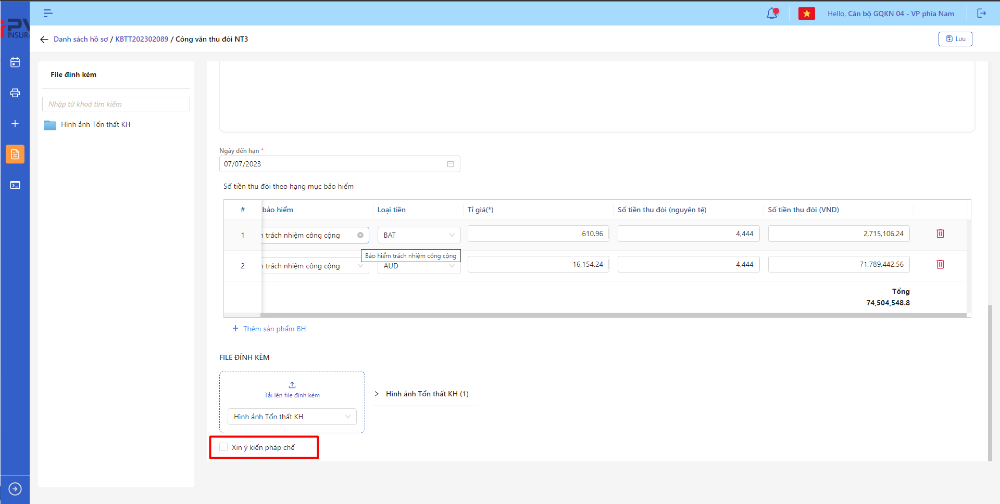 PV
INSURA
Hello, Cán bộ GQKN 04 - VP phía Nam
Danh sách hồ sơ / KBTT202302089 / Công văn thu đòi NT3
Lưu
File đính kèm
Nhập từ khoá tìm kiếm
Hình ảnh Tổn thất KH
Ngày đến hạn *
07/07/2023
Số tiền thu đòi theo hạng mục bảo hiểm
# bảo hiểm Loại tiền Tỉ giá(*) Số tiền thu đòi (nguyên tệ) Số tiền thu đòi (VND)
1 trách nhiệm công cộng BAT 610.96 4,444 2,715,106.24
Bảo hiểm trách nhiệm công cộng
2 trách nhiệm công cộng AUD 16,154.24 4,444 71,789,442.56
Tổng
74,504,548.8
+ Thêm sản phẩm BH
FILE ĐÍNH KÈM
Tải lên file đính kèm
Hình ảnh Tổn thất KH
Hình ảnh Tổn thất KH (1)
Xin ý kiến pháp chế